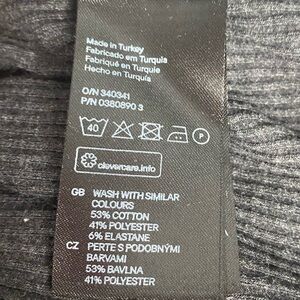 Made in Turkey
Fabricado em Turquia
Fabriqué en Turquie
Hecho en Turquía
O/N 340341
P/N 0380890 3
40
P
clevercare.info
GB WASH WITH SIMILAR
COLOURS
53% COTTON
41% POLYESTER
6% ELASTANE
CZ PERTE S PODOBNÝMI
BARVAMI
53% BAVLNA
41% POLYESTER